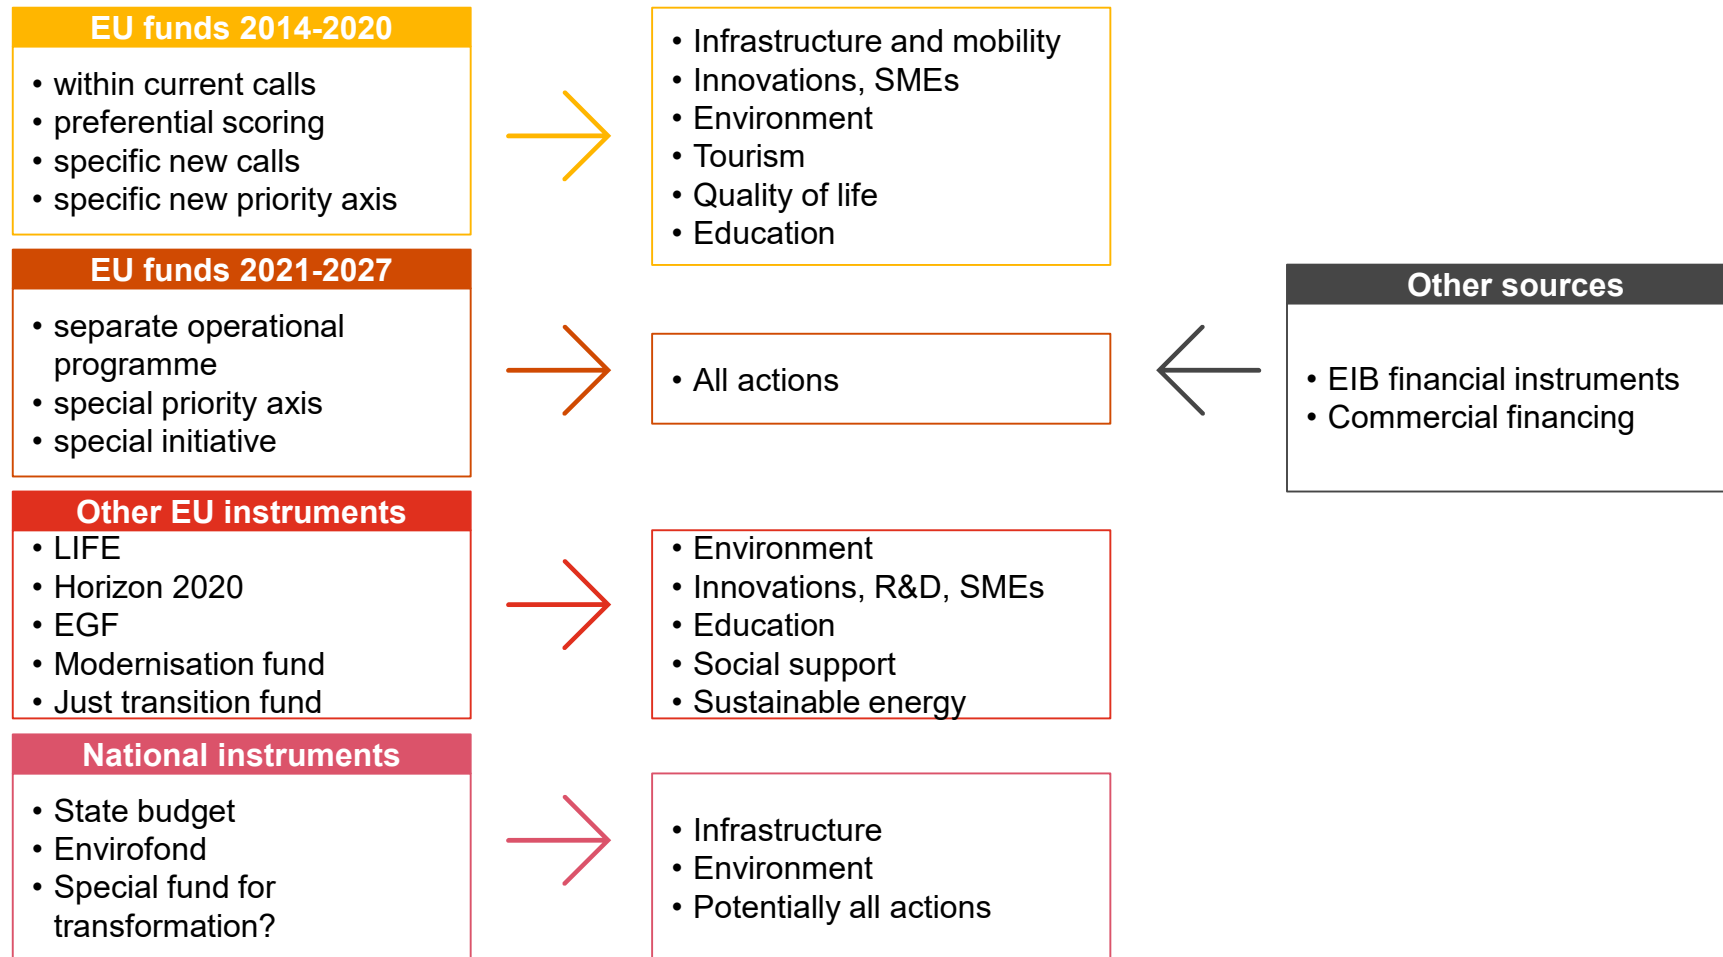 EU funds 2014-2020
• within current calls
• preferential scoring
• specific new calls
• specific new priority axis
• Infrastructure and mobility
• Innovations, SMEs
• Environment
• Tourism
• Quality of life
• Education
EU funds 2021-2027
• separate operational
programme
• special priority axis
• special initiative
• All actions
Other sources
• EIB financial instruments
• Commercial financing
Other EU instruments
• LIFE
• Horizon 2020
• EGF
• Modernisation fund
• Just transition fund
• Environment
• Innovations, R&D, SMEs
• Education
• Social support
• Sustainable energy
National instruments
• State budget
• Envirofond
• Special fund for
transformation?
• Infrastructure
• Environment
• Potentially all actions